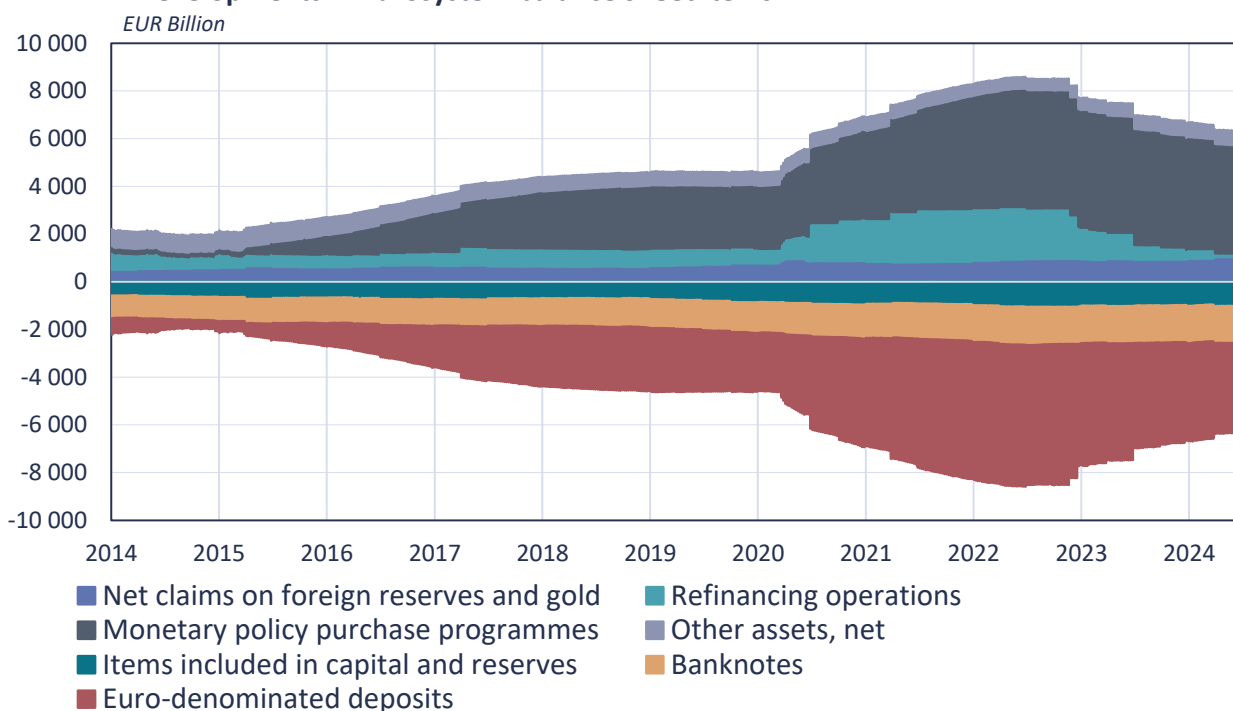 EUR Billion
10 000
8 000
6 000
4 000
2 000
0
-2 000
-4 000
-6 000
-8 000
-10 000
2014 2015 2016 2017 2018 2019 2020 2021 2022 2023 2024
Net claims on foreign reserves and gold Refinancing operations
Monetary policy purchase programmes Other assets, net
Items included in capital and reserves Banknotes
Euro-denominated deposits